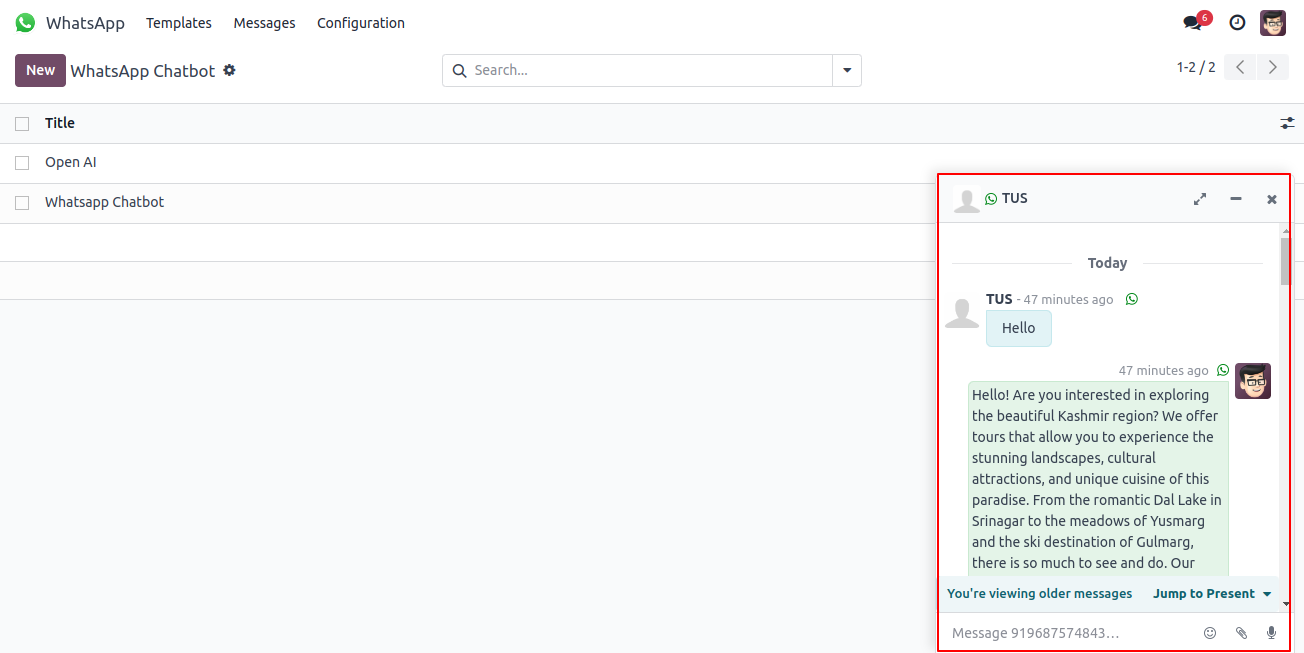 WhatsApp Templates Messages Configuration 6
New WhatsApp Chatbot Search... 1-2 / 2
Title
Open AI
Whatsapp Chatbot
TUS
Today
TUS - 47 minutes ago
Hello
47 minutes ago
Hello! Are you interested in exploring
the beautiful Kashmir region? We offer
tours that allow you to experience the
stunning landscapes, cultural
attractions, and unique cuisine of this
paradise. From the romantic Dal Lake in
Srinagar to the meadows of Yusmarg
and the ski destination of Gulmarg,
there is so much to see and do. Our
You're viewing older messages Jump to Present
Message 919687574843...